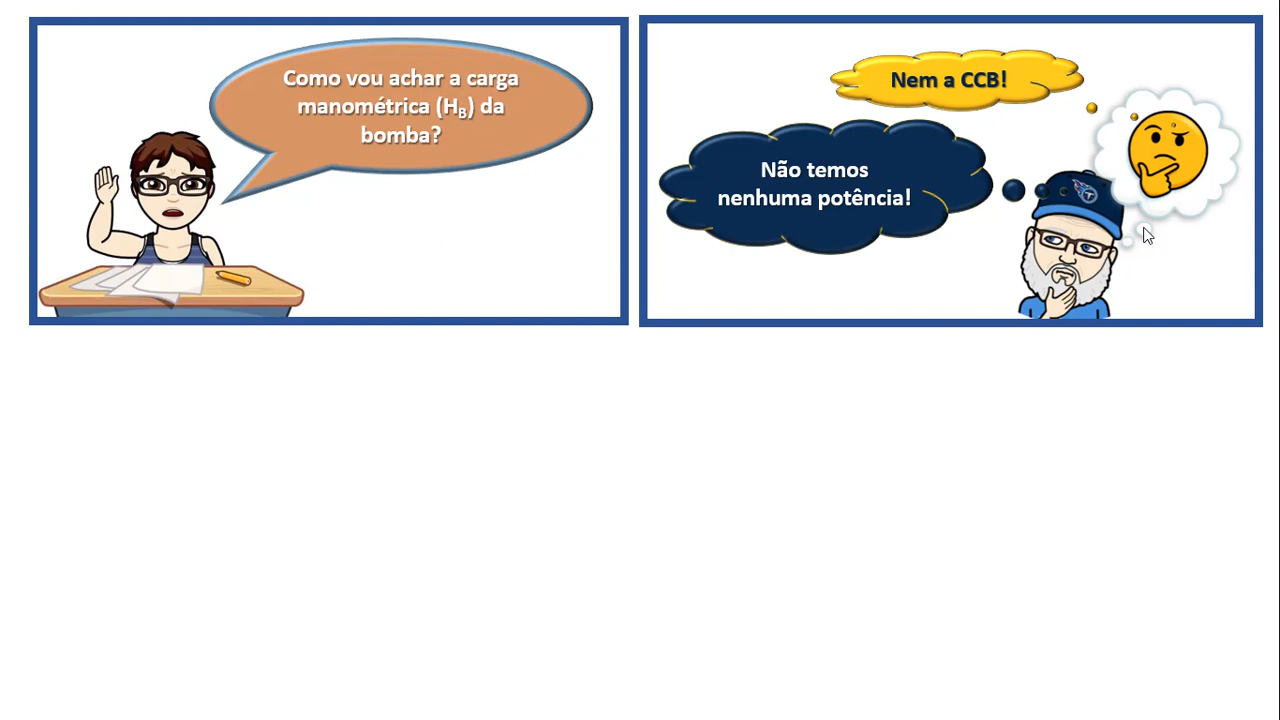 Como vou achar a carga
manométrica (HB) da
bomba?
Nem a CCB!
Não temos
nenhuma potência!